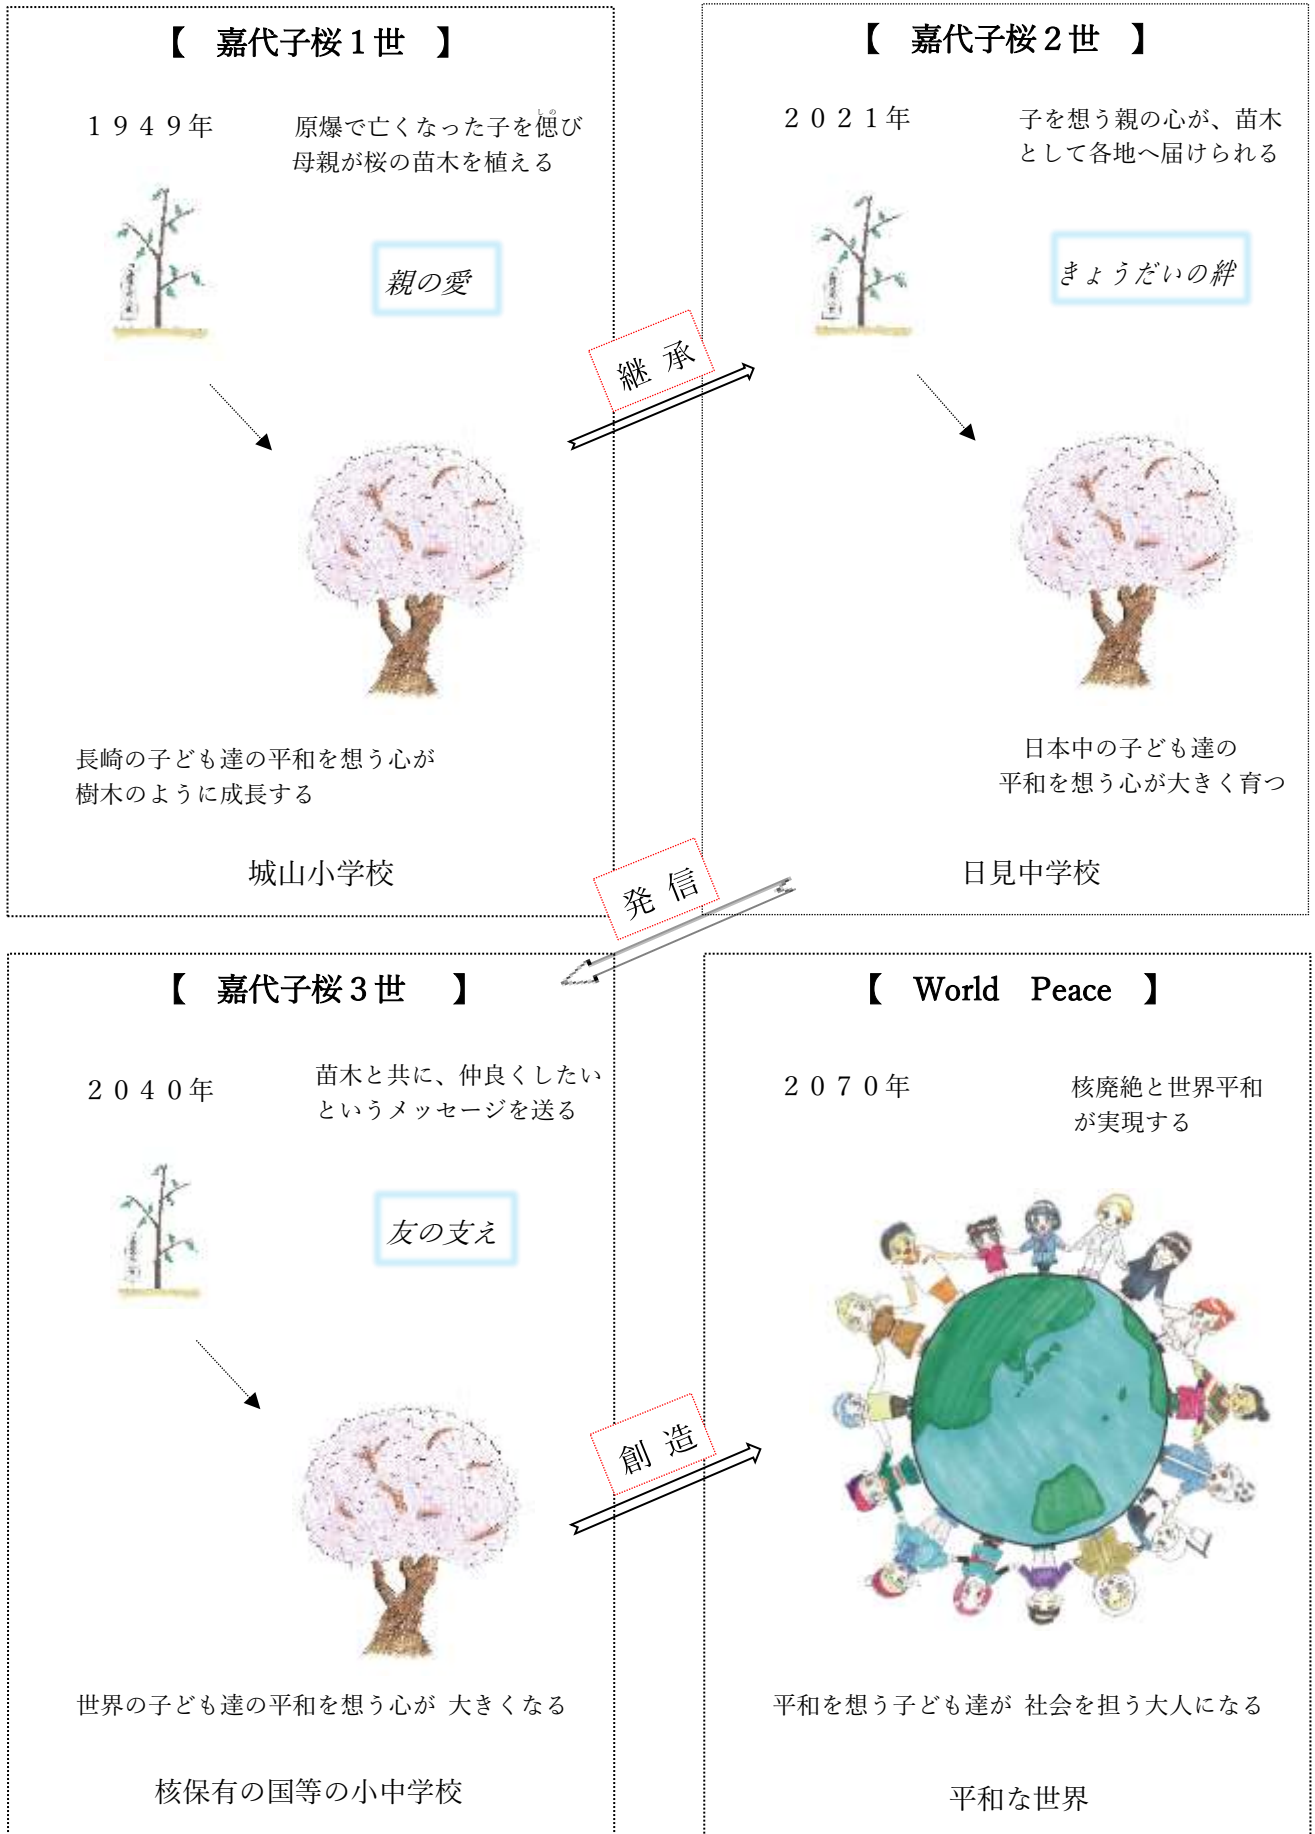 【　嘉代子桜１世　】
１９４９年
原爆で亡くなった子を偲び
しの
母親が桜の苗木を植える
親の愛
長崎の子ども達の平和を想う心が
樹木のように成長する
城山小学校
継 承
【　嘉代子桜２世　】
２０２１年
子を想う親の心が、苗木
として各地へ届けられる
きょうだいの絆
日本中の子ども達の
平和を想う心が大きく育つ
日見中学校
発 信
【　嘉代子桜３世　】
２０４０年
苗木と共に、仲良くしたい
というメッセージを送る
友の支え
世界の子ども達の平和を想う心が 大きくなる
核保有の国等の小中学校
創 造
【　World　Peace　】
２０７０年
核廃絶と世界平和
が実現する
平和を想う子ども達が 社会を担う大人になる
平和な世界